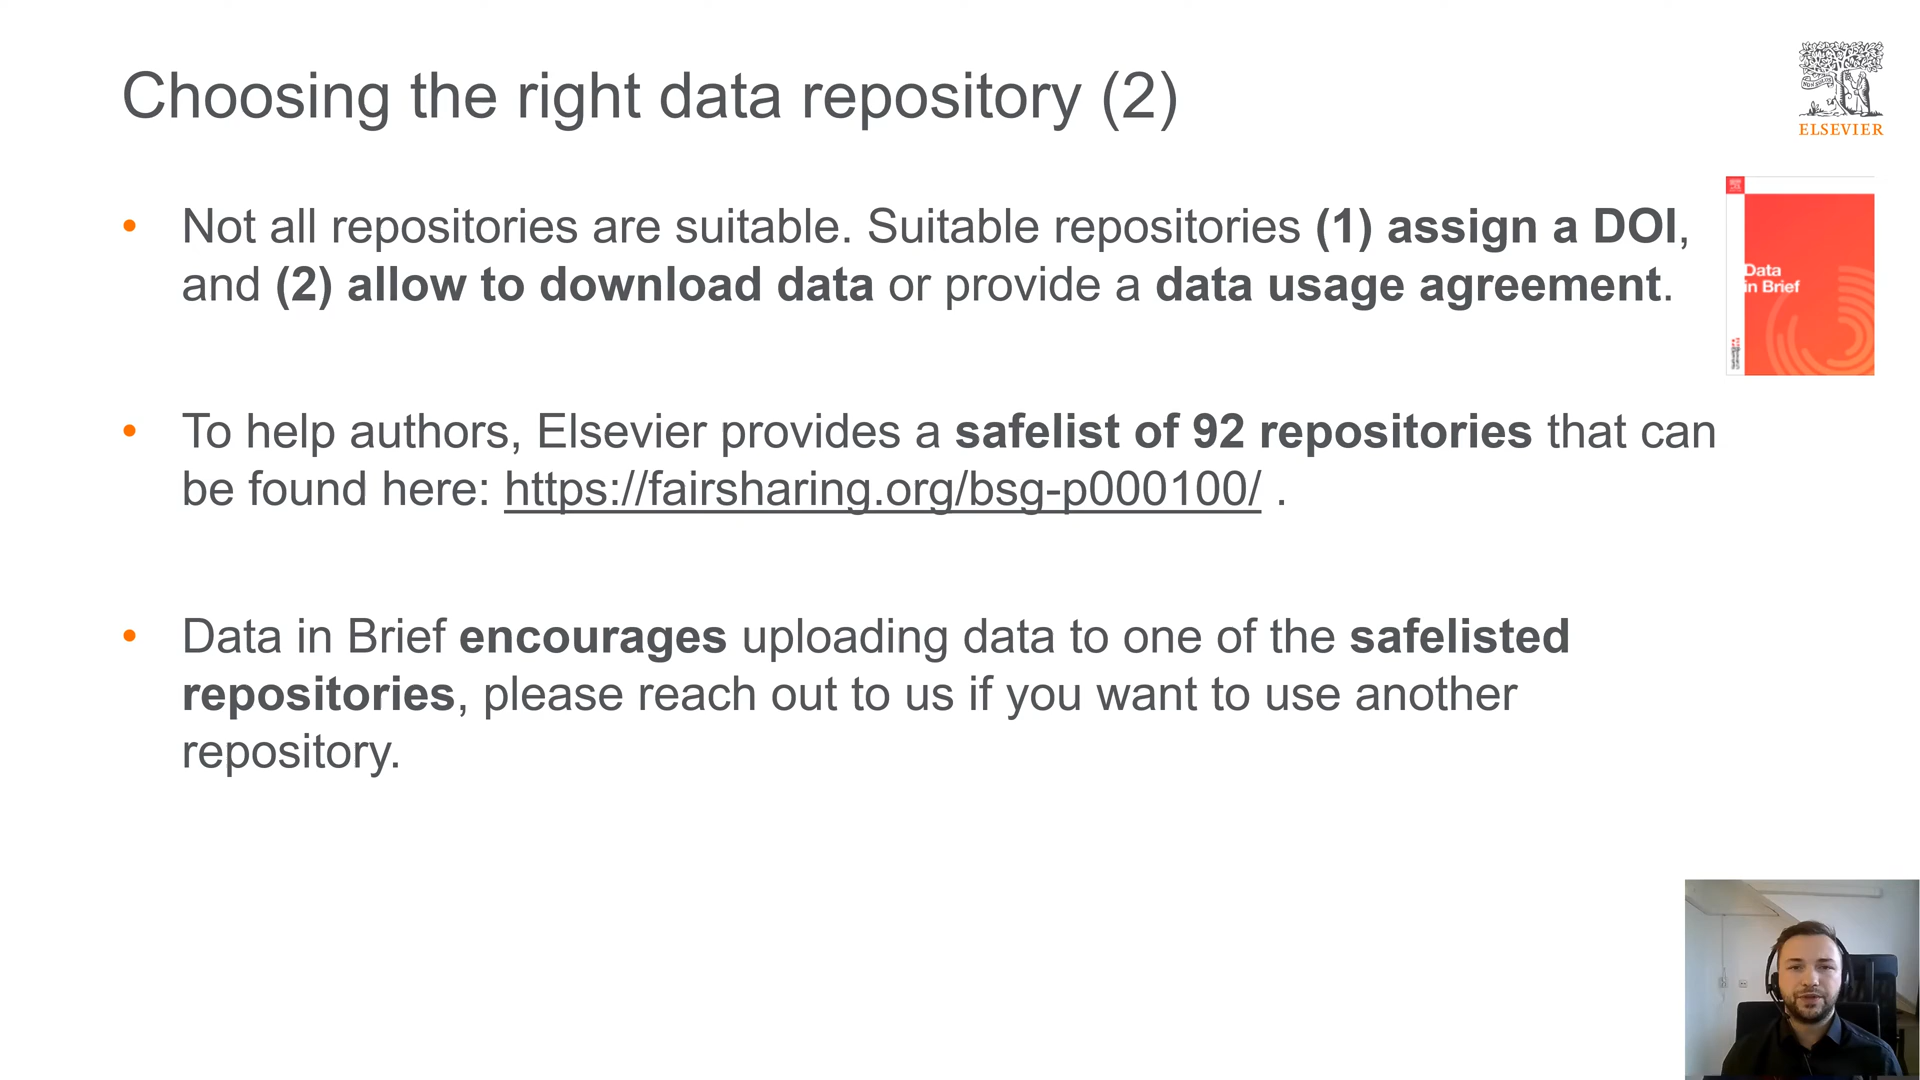 Choosing the right data repository (2)
ELSEVIER
• Not all repositories are suitable. Suitable repositories (1) assign a DOI,
and (2) allow to download data or provide a data usage agreement.
Data
in Brief
• To help authors, Elsevier provides a safelist of 92 repositories that can
be found here: https://fairsharing.org/bsg-p000100/ .
• Data in Brief encourages uploading data to one of the safelisted
repositories, please reach out to us if you want to use another
repository.